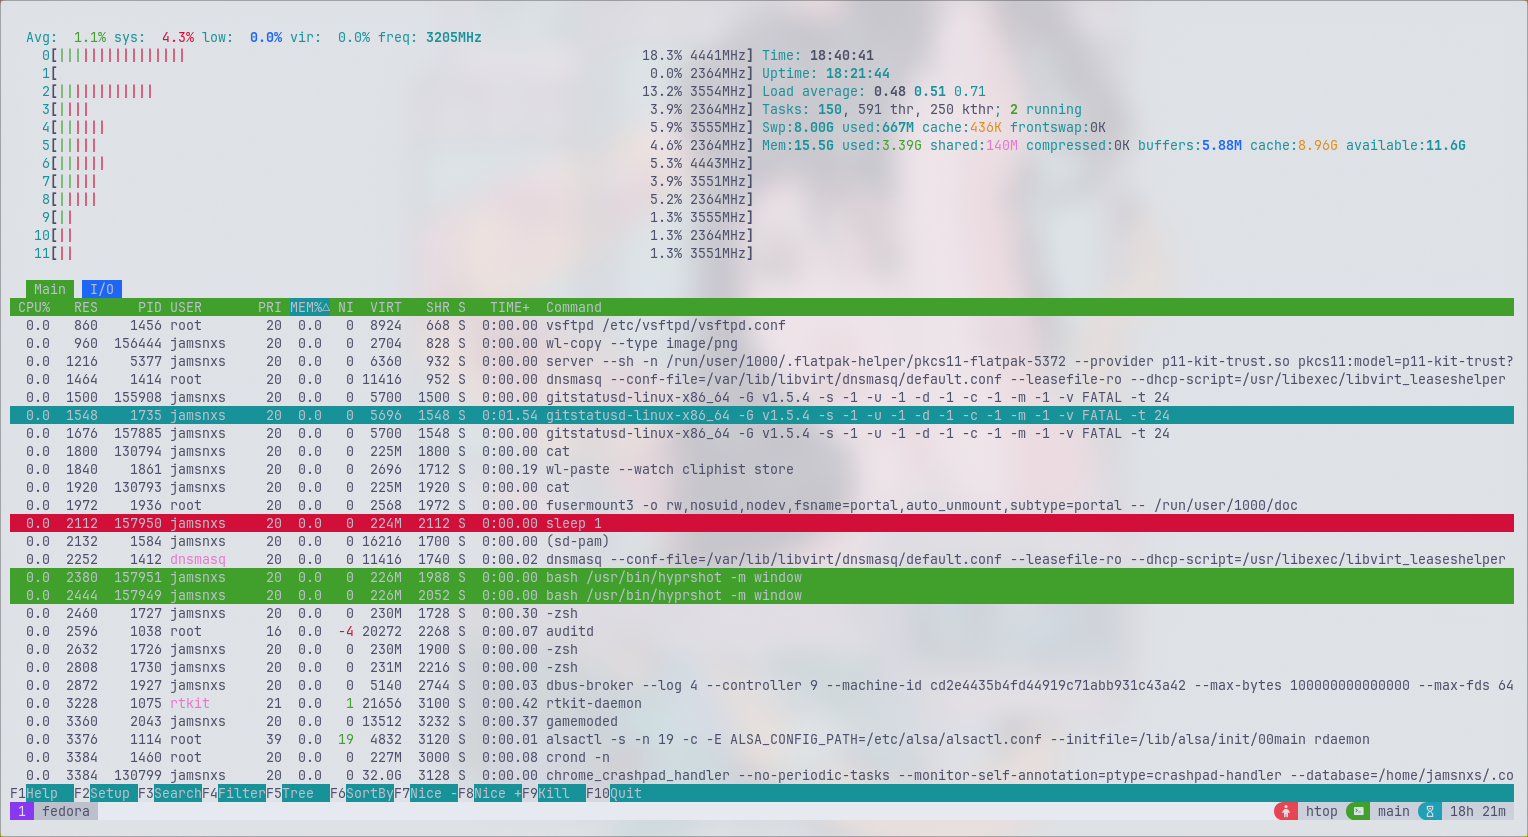 Avg: 1.1% sys: 4.3% low: 0.0% vir: 0.0% freq: 3205MHz
0[||||||||||||||||18.3% 4441MHz] Time: 18:40:41
1[ 0.0% 2364MHz] Uptime: 18:21:44
2[||||||||||||13.2% 3554MHz] Load average: 0.48 0.51 0.71
3[|||| 3.9% 2364MHz] Tasks: 150, 591 thr, 250 kthr; 2 running
4[|||||| 5.9% 3555MHz] Swp:8.00G used:667M cache:436K frontswap:0K
5[||||| 4.6% 2364MHz] Mem:15.5G used:3.39G shared:140M compressed:0K buffers:5.88M cache:8.96G available:11.6G
6[|||||| 5.3% 4443MHz]
7[||||| 3.9% 3551MHz]
8[||||| 5.2% 2364MHz]
9[|| 1.3% 3555MHz]
10[|| 1.3% 2364MHz]
11[|| 1.3% 3551MHz]
Main I/O
CPU% RES PID USER PRI MEM%△ NI VIRT SHR S TIME+ Command
0.0 860 1456 root 20 0.0 0 8924 668 S 0:00.00 vsftpd /etc/vsftpd/vsftpd.conf
0.0 960 156444 jamsnxs 20 0.0 0 2704 828 S 0:00.00 wl-copy --type image/png
0.0 1216 5377 jamsnxs 20 0.0 0 6360 932 S 0:00.00 server --sh -n /run/user/1000/.flatpak-helper/pkcs11-flatpak-5372 --provider p11-kit-trust.so pkcs11:model=p11-kit-trust?
0.0 1464 1414 root 20 0.0 0 11416 952 S 0:00.00 dnsmasq --conf-file=/var/lib/libvirt/dnsmasq/default.conf --leasefile-ro --dhcp-script=/usr/libexec/libvirt_leaseshelper
0.0 1500 155908 jamsnxs 20 0.0 0 5700 1500 S 0:00.00 gitstatusd-linux-x86_64 -G v1.5.4 -s -1 -u -1 -d -1 -c -1 -m -1 -v FATAL -t 24
0.0 1548 1735 jamsnxs 20 0.0 0 5696 1548 S 0:01.54 gitstatusd-linux-x86_64 -G v1.5.4 -s -1 -u -1 -d -1 -c -1 -m -1 -v FATAL -t 24
0.0 1676 157885 jamsnxs 20 0.0 0 5700 1548 S 0:00.00 gitstatusd-linux-x86_64 -G v1.5.4 -s -1 -u -1 -d -1 -c -1 -m -1 -v FATAL -t 24
0.0 1800 130794 jamsnxs 20 0.0 0 225M 1800 S 0:00.00 cat
0.0 1840 1861 jamsnxs 20 0.0 0 2696 1712 S 0:00.19 wl-paste --watch cliphist store
0.0 1920 130793 jamsnxs 20 0.0 0 225M 1920 S 0:00.00 cat
0.0 1972 1936 root 20 0.0 0 2568 1972 S 0:00.00 fusermount3 -o rw,nosuid,nodev,fsname=portal,auto_unmount,subtype=portal -- /run/user/1000/doc
0.0 2112 157950 jamsnxs 20 0.0 0 224M 2112 S 0:00.00 sleep 1
0.0 2132 1584 jamsnxs 20 0.0 0 16216 1700 S 0:00.00 (sd-pam)
0.0 2252 1412 dnsmasq 20 0.0 0 11416 1740 S 0:00.02 dnsmasq --conf-file=/var/lib/libvirt/dnsmasq/default.conf --leasefile-ro --dhcp-script=/usr/libexec/libvirt_leaseshelper
0.0 2380 157951 jamsnxs 20 0.0 0 226M 1988 S 0:00.00 bash /usr/bin/hyprshot -m window
0.0 2444 157949 jamsnxs 20 0.0 0 226M 2052 S 0:00.00 bash /usr/bin/hyprshot -m window
0.0 2460 1727 jamsnxs 20 0.0 0 230M 1728 S 0:00.30 -zsh
0.0 2596 1038 root 16 0.0 -4 20272 2268 S 0:00.07 auditd
0.0 2632 1726 jamsnxs 20 0.0 0 230M 1900 S 0:00.00 -zsh
0.0 2808 1730 jamsnxs 20 0.0 0 231M 2216 S 0:00.00 -zsh
0.0 2872 1927 jamsnxs 20 0.0 0 5140 2744 S 0:00.03 dbus-broker --log 4 --controller 9 --machine-id cd2e4435b4fd44919c71abb931c43a42 --max-bytes 100000000000000 --max-fds 64
0.0 3228 1075 rtkit 21 0.0 1 21656 3100 S 0:00.42 rtkit-daemon
0.0 3360 2043 jamsnxs 20 0.0 0 13512 3232 S 0:00.37 gamemoded
0.0 3376 1114 root 39 0.0 19 4832 3120 S 0:00.01 alsactl -s -n 19 -c -E ALSA_CONFIG_PATH=/etc/alsa/alsactl.conf --initfile=/lib/alsa/init/00main rdaemon
0.0 3384 1460 root 20 0.0 0 227M 3000 S 0:00.08 crond -n
0.0 3384 130799 jamsnxs 20 0.0 0 32.0G 3128 S 0:00.00 chrome_crashpad_handler --no-periodic-tasks --monitor-self-annotation=ptype=crashpad-handler --database=/home/jamsnxs/.co
F1Help F2Setup F3SearchF4FilterF5Tree F6SortByF7Nice -F8Nice +F9Kill F10Quit
1 fedora htop main 18h 21m